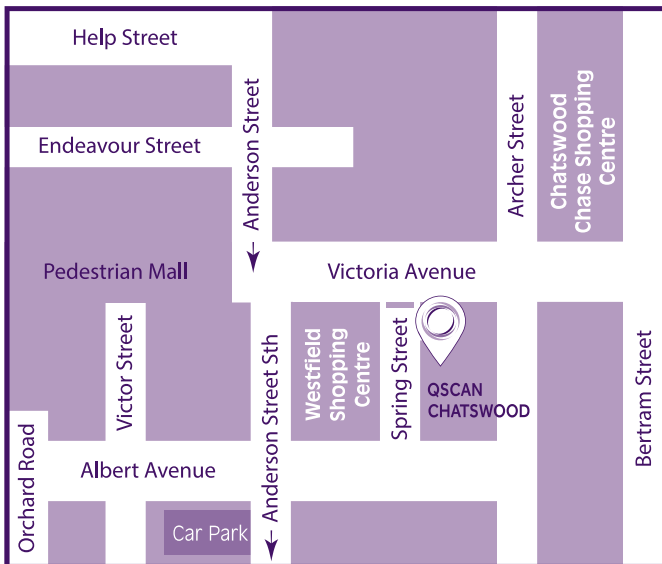 Help Street
Endeavour Street
Anderson Street
Archer Street
Chatswood
Chase Shopping
Centre
Pedestrian Mall
Victoria Avenue
Victor Street
Westfield
Shopping
Centre
Spring Street
QSCAN
CHATSWOOD
Bertram Street
Orchard Road
Albert Avenue
Anderson Street Sth
Car Park